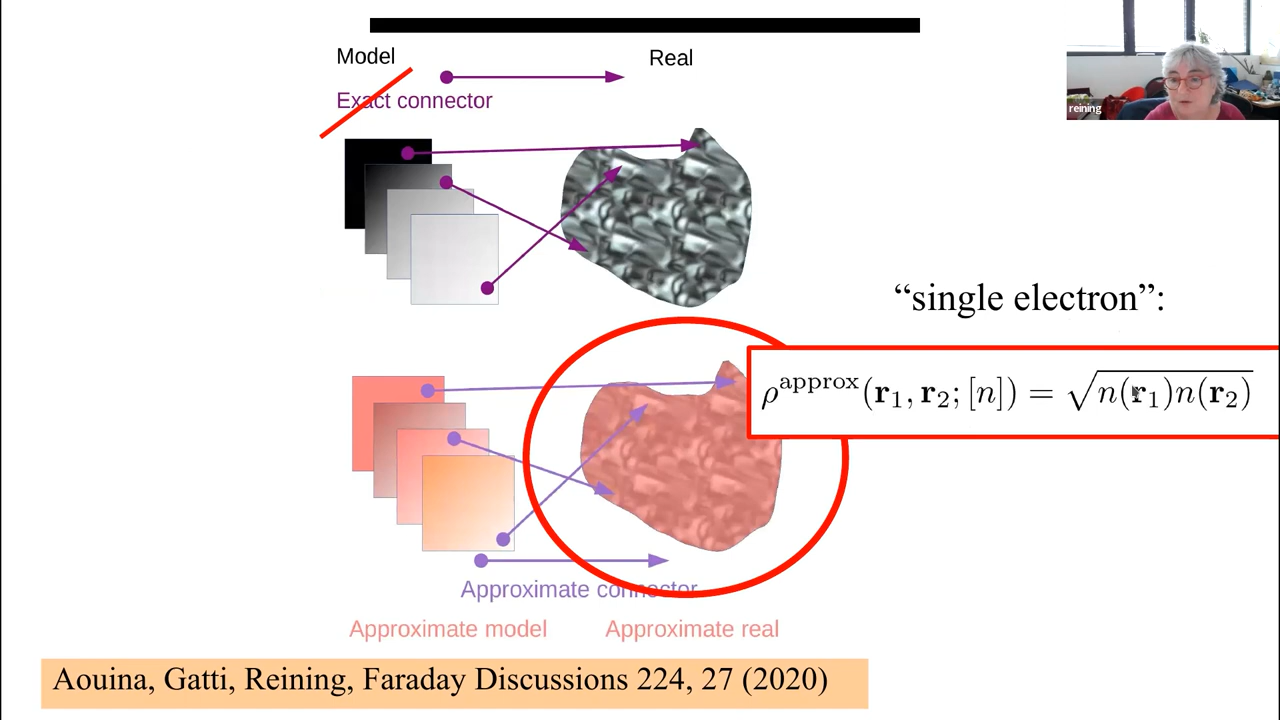 Model
Real
Exact connector
reining
“single electron”:
ρ^approx(r₁, r₂; [n]) = √n(r₁)n(r₂)
Approximate connector
Approximate model
Approximate real
Aouina, Gatti, Reining, Faraday Discussions 224, 27 (2020)